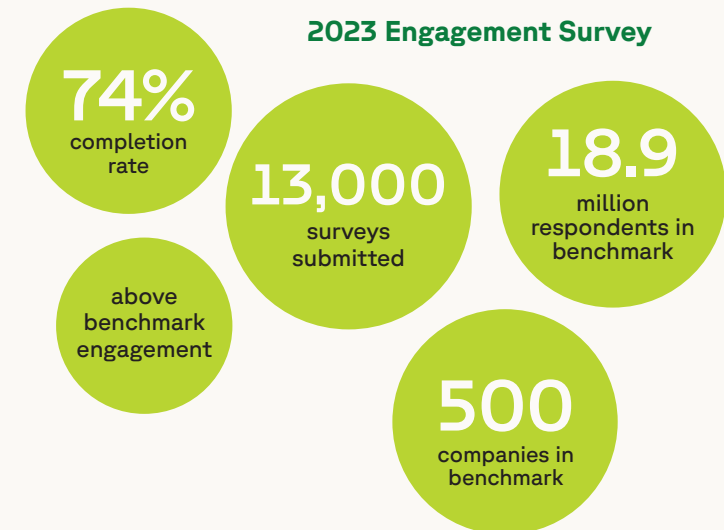 2023 Engagement Survey
74%
completion
rate
13,000
surveys
submitted
18.9
million
respondents in
benchmark
above
benchmark
engagement
500
companies in
benchmark